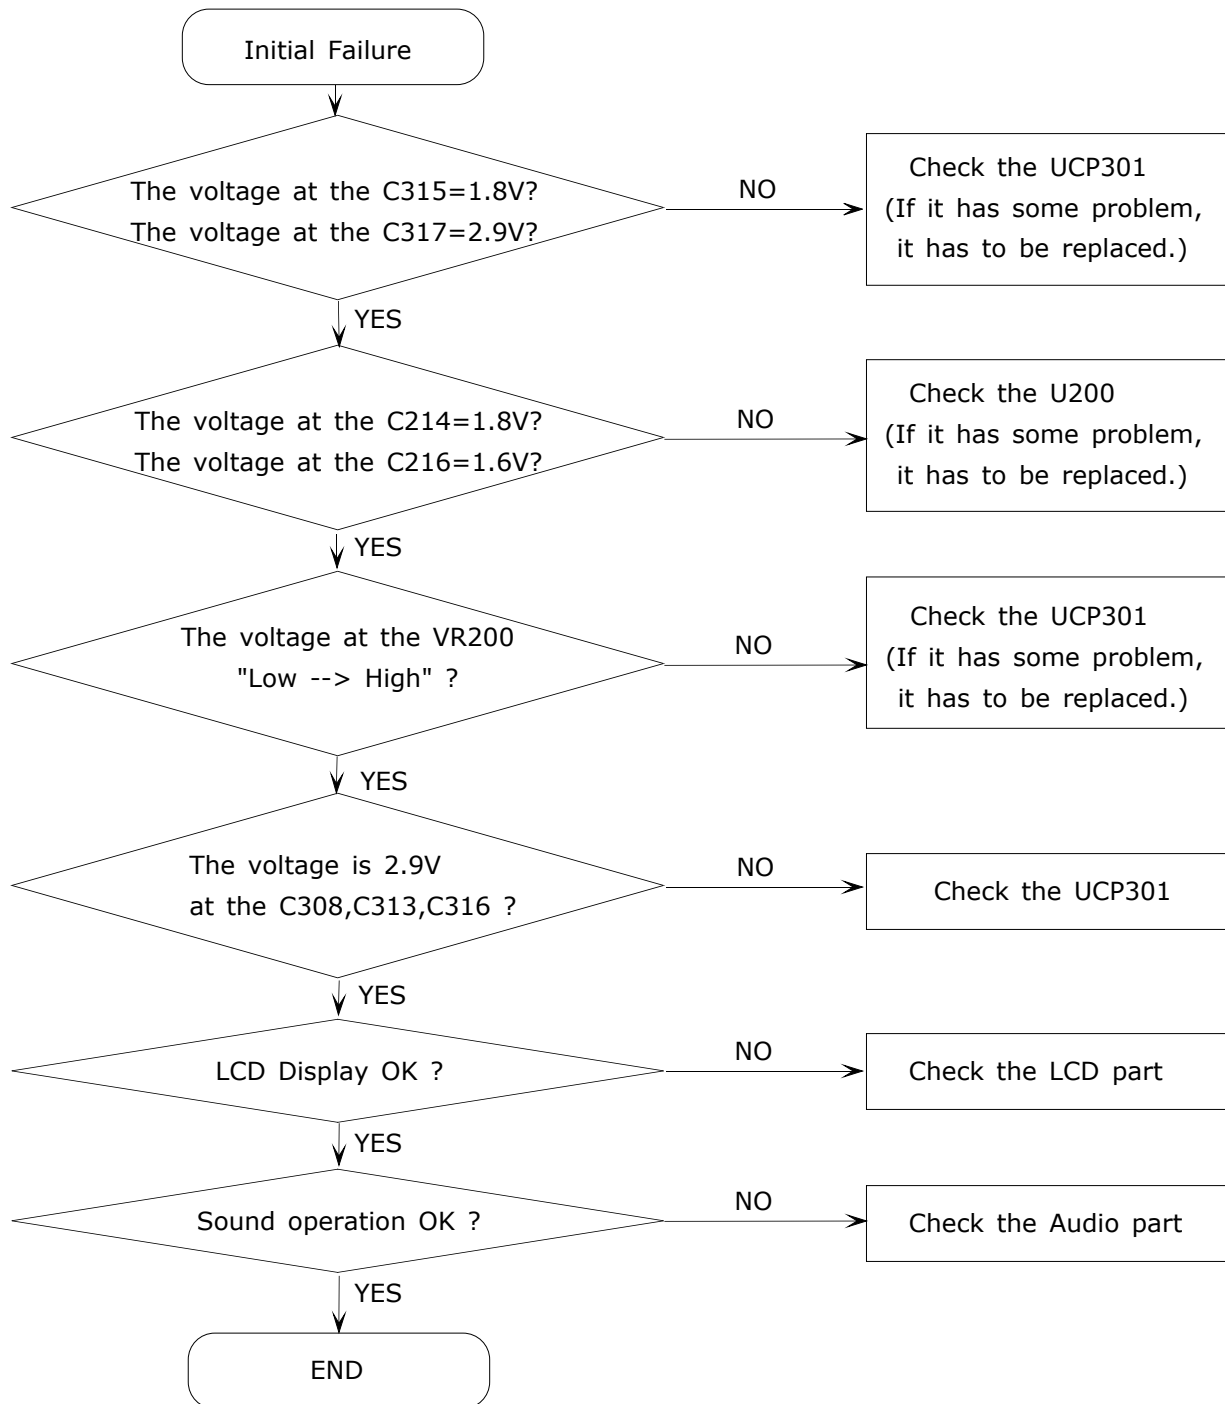 Initial Failure
The voltage at the C315=1.8V?
The voltage at the C317=2.9V?
NO
Check the UCP301
(If it has some problem,
it has to be replaced.)
YES
The voltage at the C214=1.8V?
The voltage at the C216=1.6V?
NO
Check the U200
(If it has some problem,
it has to be replaced.)
YES
The voltage at the VR200
"Low --> High" ?
NO
Check the UCP301
(If it has some problem,
it has to be replaced.)
YES
The voltage is 2.9V
at the C308,C313,C316 ?
NO
Check the UCP301
YES
LCD Display OK ?
NO
Check the LCD part
YES
Sound operation OK ?
NO
Check the Audio part
YES
END